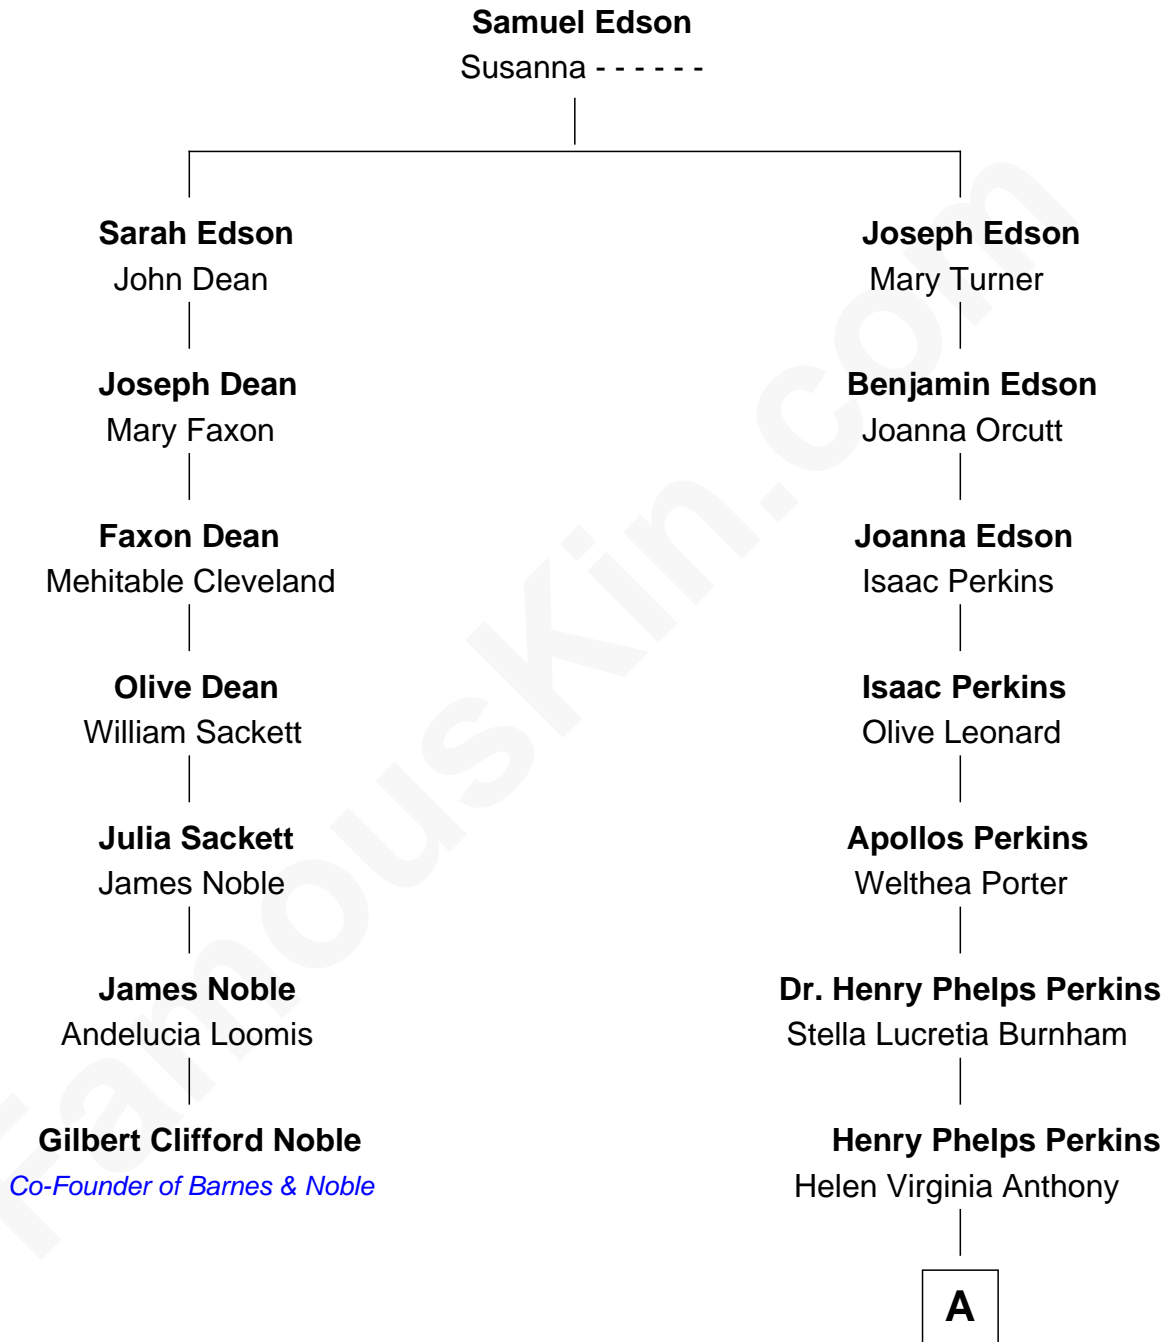 Samuel Edson
Susanna - - - - - -
Sarah Edson
John Dean
Joseph Dean
Mary Faxon
Faxon Dean
Mehitable Cleveland
Olive Dean
William Sackett
Julia Sackett
James Noble
James Noble
Andelucia Loomis
Gilbert Clifford Noble
Co-Founder of Barnes & Noble
Joseph Edson
Mary Turner
Benjamin Edson
Joanna Orcutt
Joanna Edson
Isaac Perkins
Isaac Perkins
Olive Leonard
Apollos Perkins
Welthea Porter
Dr. Henry Phelps Perkins
Stella Lucretia Burnham
Henry Phelps Perkins
Helen Virginia Anthony
A
FamousKin.com